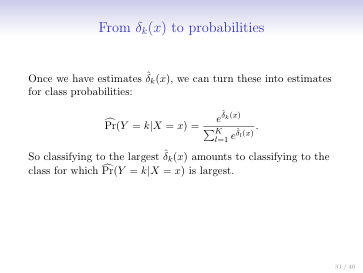 From δₖ(x) to probabilities
Once we have estimates δ̂ₖ(x), we can turn these into estimates
for class probabilities:
P̂r(Y = k|X = x) = e^{δ̂ₖ(x)} / ∑_{l=1}^{K} e^{δ̂ₗ(x)}.
So classifying to the largest δ̂ₖ(x) amounts to classifying to the
class for which P̂r(Y = k|X = x) is largest.
31 / 40